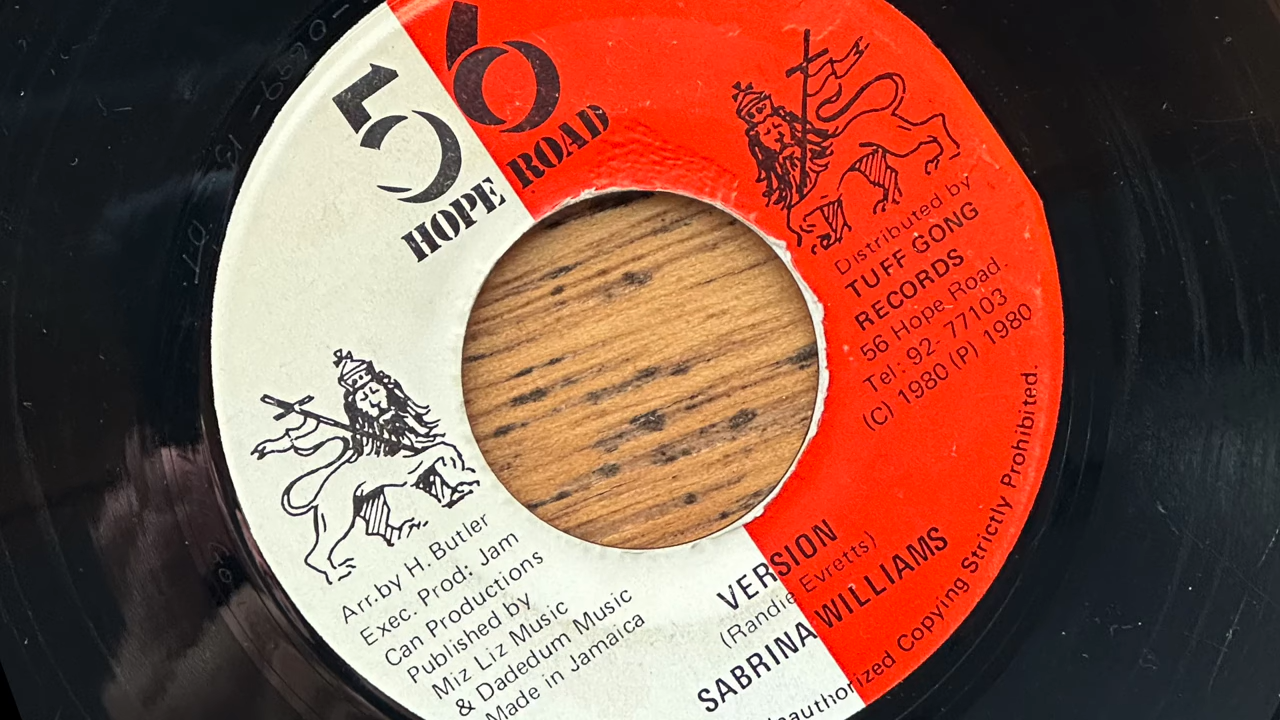 56
HOPE ROAD
Distributed by
TUFF GONG
RECORDS
56 Hope Road.
Tel: 92- 77103
(C) 1980 (P) 1980
Arr.by H. Butler
Exec. Prod: Jam
Can Productions
Published by
Miz Liz Music
& Dadedum Music
Made in Jamaica
VERSION
(Randie Evretts)
SABRINA WILLIAMS
Copying Strictly Prohibited.